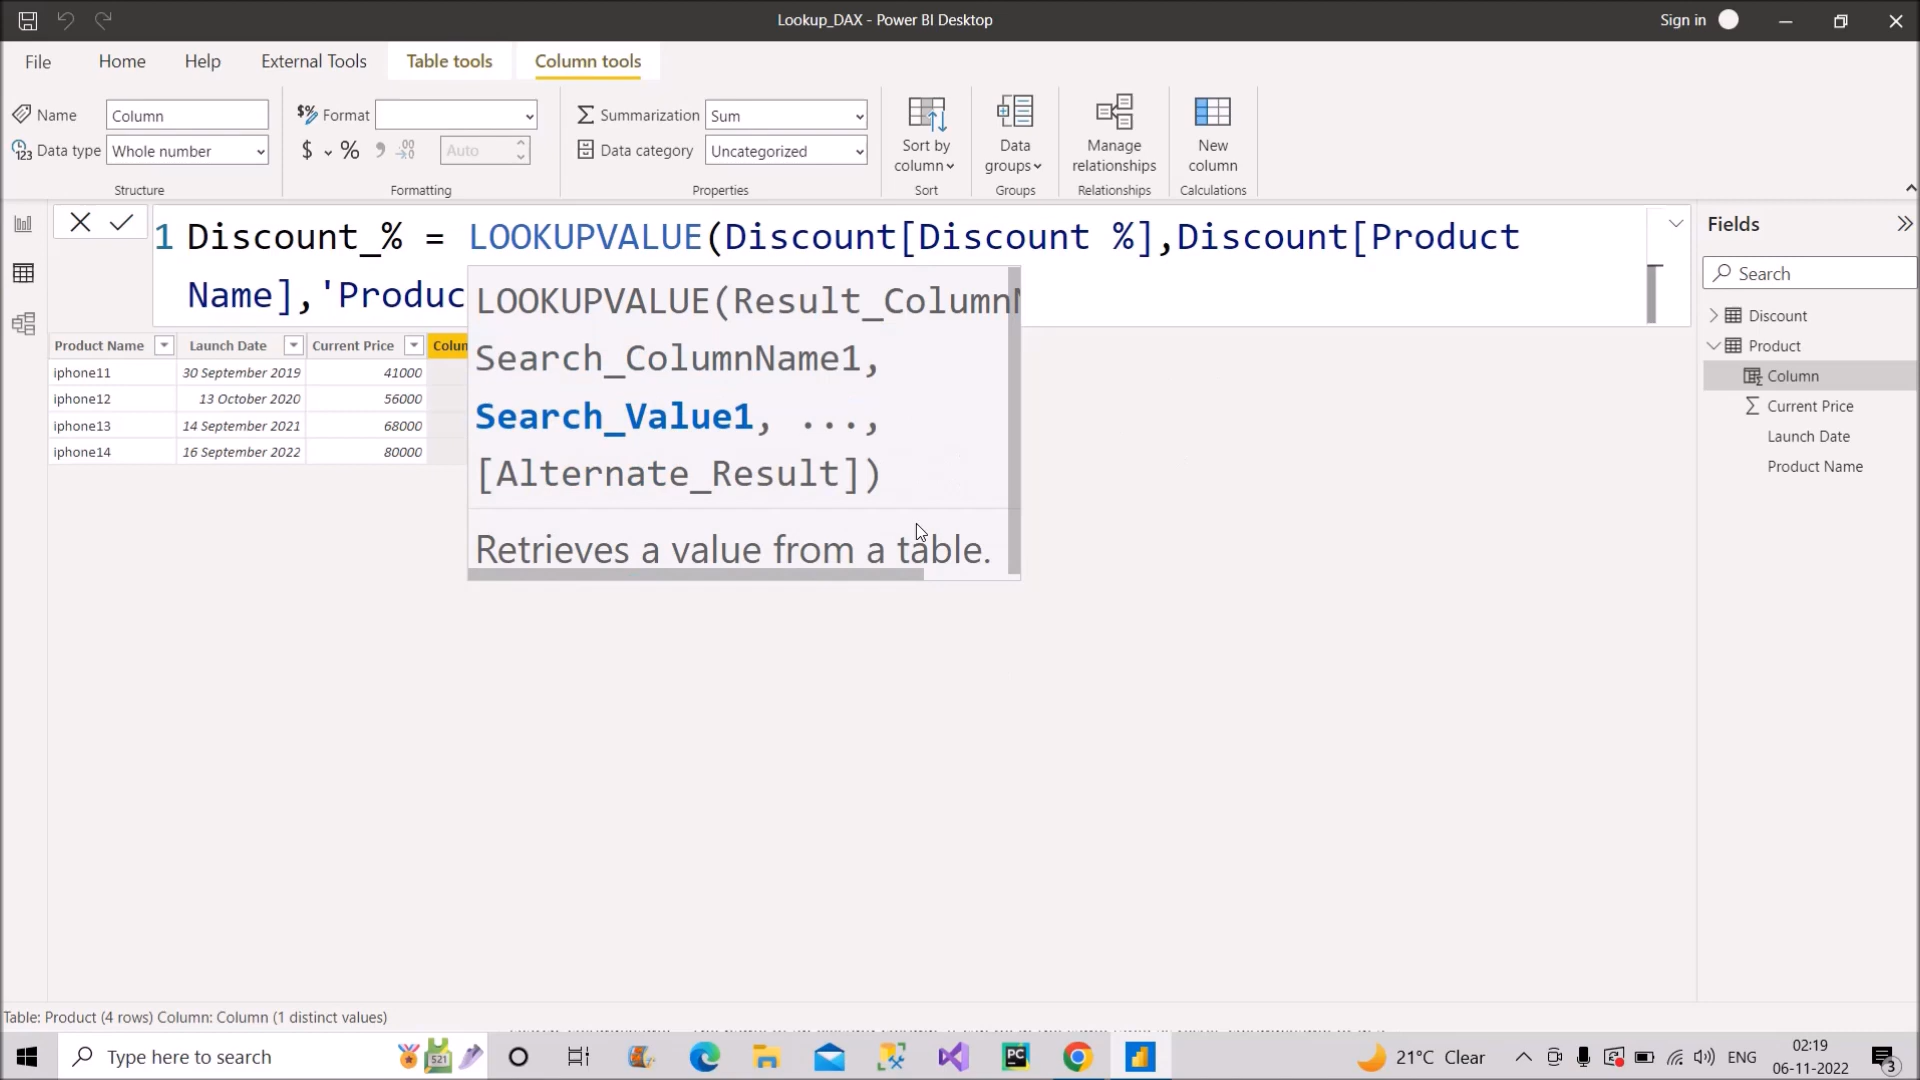 Lookup_DAX - Power BI Desktop
Sign in
File Home Help External Tools Table tools Column tools
Name Column
Data type Whole number
Structure
Format
$ % Auto
Formatting
Summarization Sum
Data category Uncategorized
Properties
Sort by
column
Sort
Data
groups
Groups
Manage
relationships
Relationships
New
column
Calculations
1 Discount_% = LOOKUPVALUE(Discount[Discount %],Discount[Product
Name],'Produc
LOOKUPVALUE(Result_Column
Search_ColumnName1,
Search_Value1, ...,
[Alternate_Result])
Retrieves a value from a table.
Product Name Launch Date Current Price Colun
iphone11 30 September 2019 41000
iphone12 13 October 2020 56000
iphone13 14 September 2021 68000
iphone14 16 September 2022 80000
Fields
Search
Discount
Product
Column
Current Price
Launch Date
Product Name
Table: Product (4 rows) Column: Column (1 distinct values)
Type here to search
521
PC
21°C Clear
ENG
02:19
06-11-2022
3